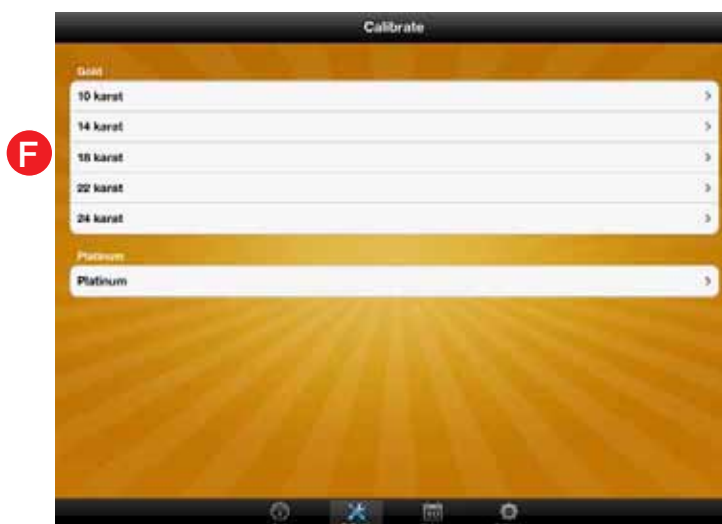 Calibrate
Gold
10 karat
14 karat
F
18 karat
22 karat
24 karat
Platinum
Platinum